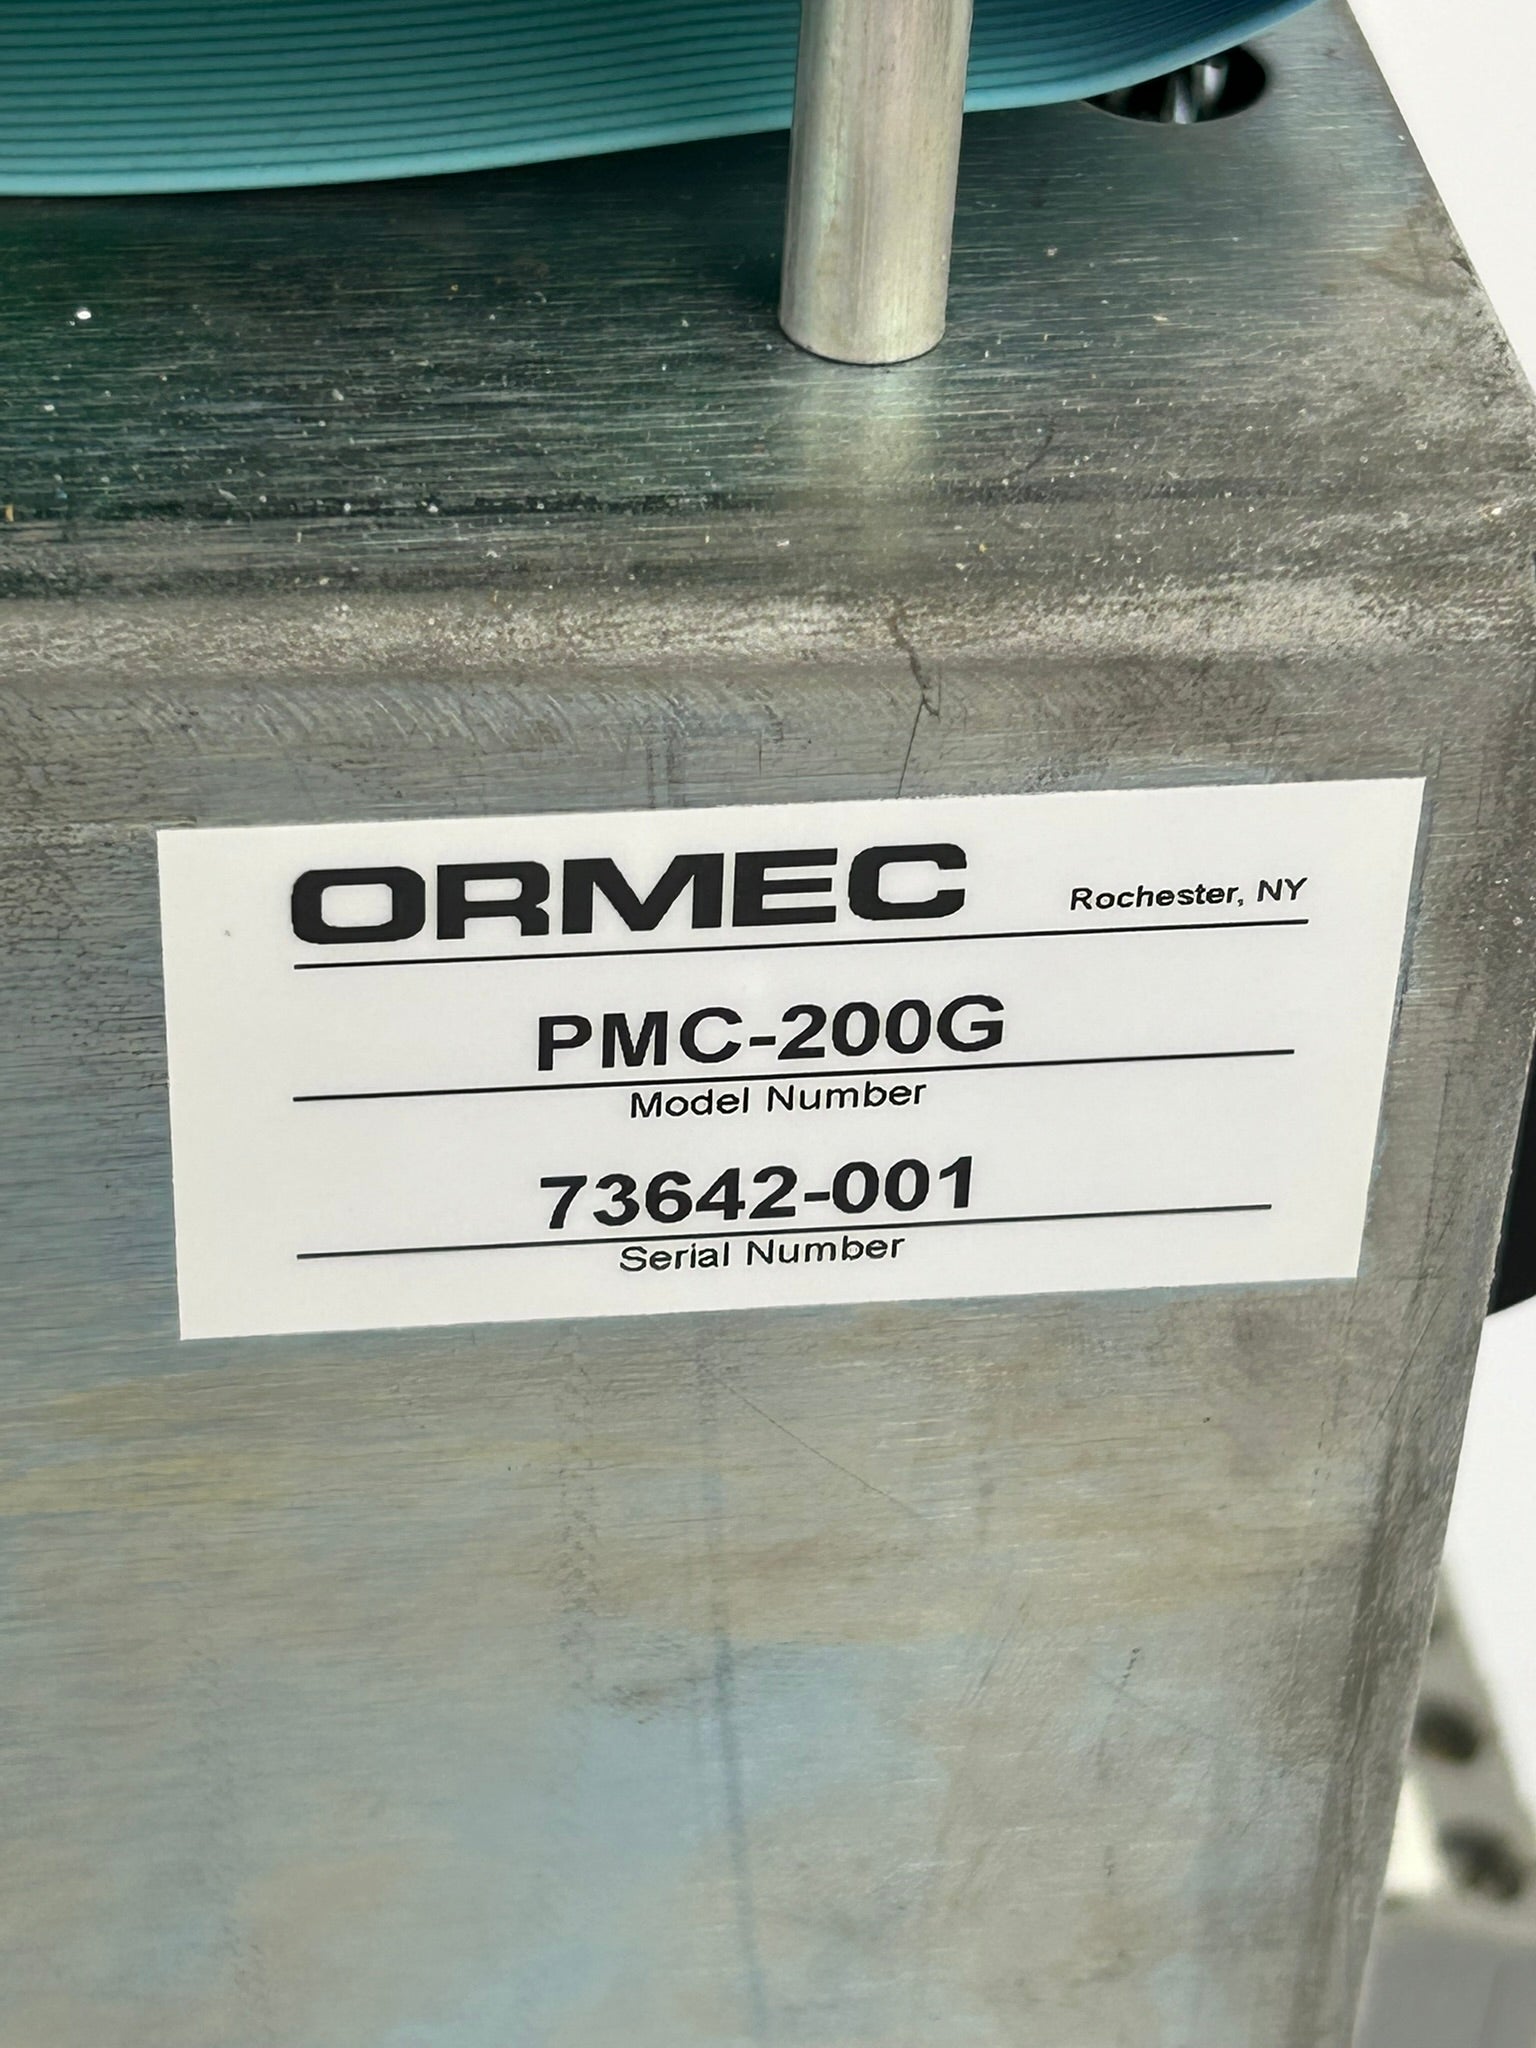 ORMEC Rochester, NY
PMC-200G
Model Number
73642-001
Serial Number